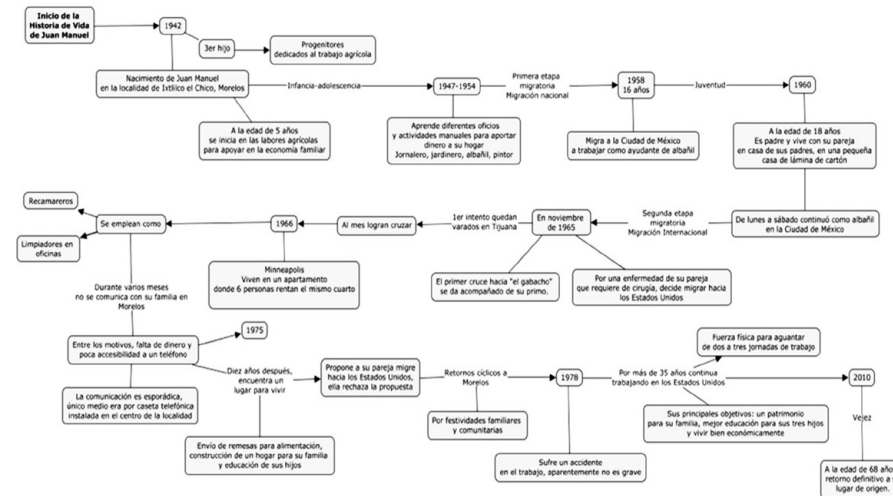 Inicio de la
Historia de Vida
de Juan Manuel
1942
3er hijo
Progenitores
dedicados al trabajo agrícola
Nacimiento de Juan Manuel
en la localidad de Ixtlilco el Chico, Morelos
Infancia-adolescencia
1947-1954
Primera etapa
migratoria
Migración nacional
1958
16 años
Juventud
1960
A la edad de 5 años
se inicia en las labores agrícolas
para apoyar en la economía familiar
Aprende diferentes oficios
y actividades manuales para aportar
dinero a su hogar
Jornalero, jardinero, albañil, pintor
Migra a la Ciudad de México
a trabajar como ayudante de albañil
A la edad de 18 años
Es padre y vive con su pareja
en casa de sus padres, en una pequeña
casa de lámina de cartón
De lunes a sábado continuó como albañil
en la Ciudad de México
Segunda etapa
migratoria
Migración Internacional
En noviembre
de 1965
1er intento quedan
varados en Tijuana
Al mes logran cruzar
1966
Se emplean como
Recamareros
Limpiadores en
oficinas
Minneapolis
Viven en un apartamento
donde 6 personas rentan el mismo cuarto
El primer cruce hacia "el gabacho"
se da acompañado de su primo.
Por una enfermedad de su pareja
que requiere de cirugía, decide migrar hacia
los Estados Unidos
Durante varios meses
no se comunica con su familia en
Morelos
Entre los motivos, falta de dinero y
poca accesibilidad a un teléfono
1975
La comunicación es esporádica,
único medio era por caseta telefónica
instalada en el centro de la localidad
Diez años después,
encuentra un
lugar para vivir
Envío de remesas para alimentación,
construcción de un hogar para su familia
y educación de sus hijos
Propone a su pareja migre
hacia los Estados Unidos,
ella rechaza la propuesta
Retornos cíclicos a
Morelos
Por festividades familiares
y comunitarias
1978
Sufre un accidente
en el trabajo, aparentemente no es grave
Por más de 35 años continua
trabajando en los Estados Unidos
Fuerza física para aguantar
de dos a tres jornadas de trabajo
Sus principales objetivos: un patrimonio
para su familia, mejor educación para sus tres hijos
y vivir bien económicamente
2010
Vejez
A la edad de 68 año
retorno definitivo a
lugar de origen.